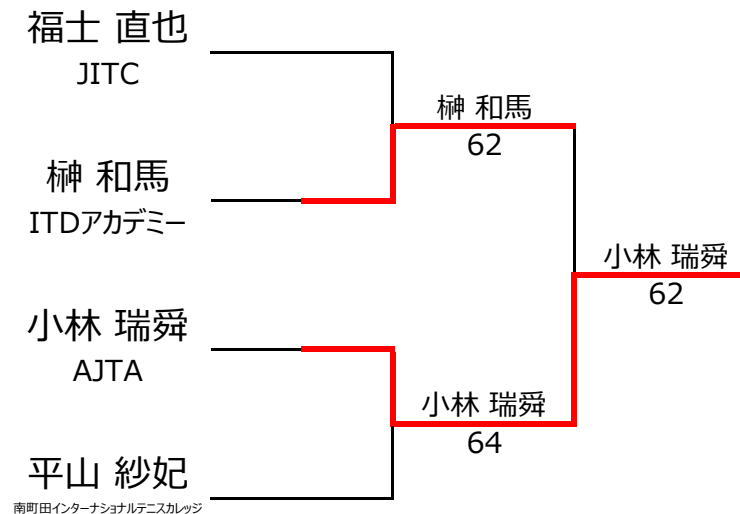 福士 直也
JITC
榊 和馬
62
榊 和馬
ITDアカデミー
小林 瑞舜
62
小林 瑞舜
AJTA
小林 瑞舜
64
平山 紗妃
南町田インターナショナルテニスカレッジ